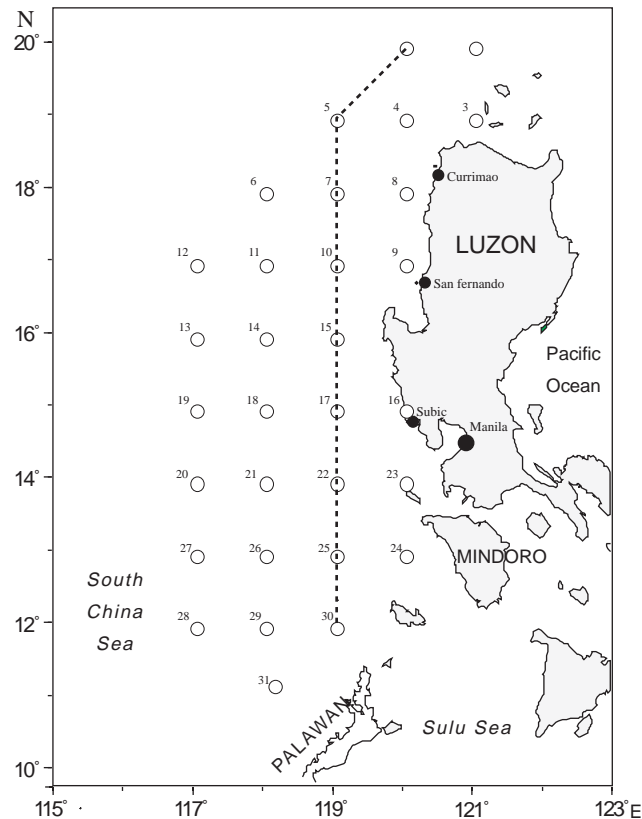 N
20°
5
4
3
6
7
8
Currimao
18°
LUZON
12
11
10
9
San fernando
16°
13
14
15
Pacific
Ocean
19
18
17
16
Subic
Manila
14°
20
21
22
23
27
26
25
24
MINDORO
South
China
Sea
12°
28
29
30
31
PALAWAN
Sulu Sea
10°
115°
117°
119°
121°
123°E